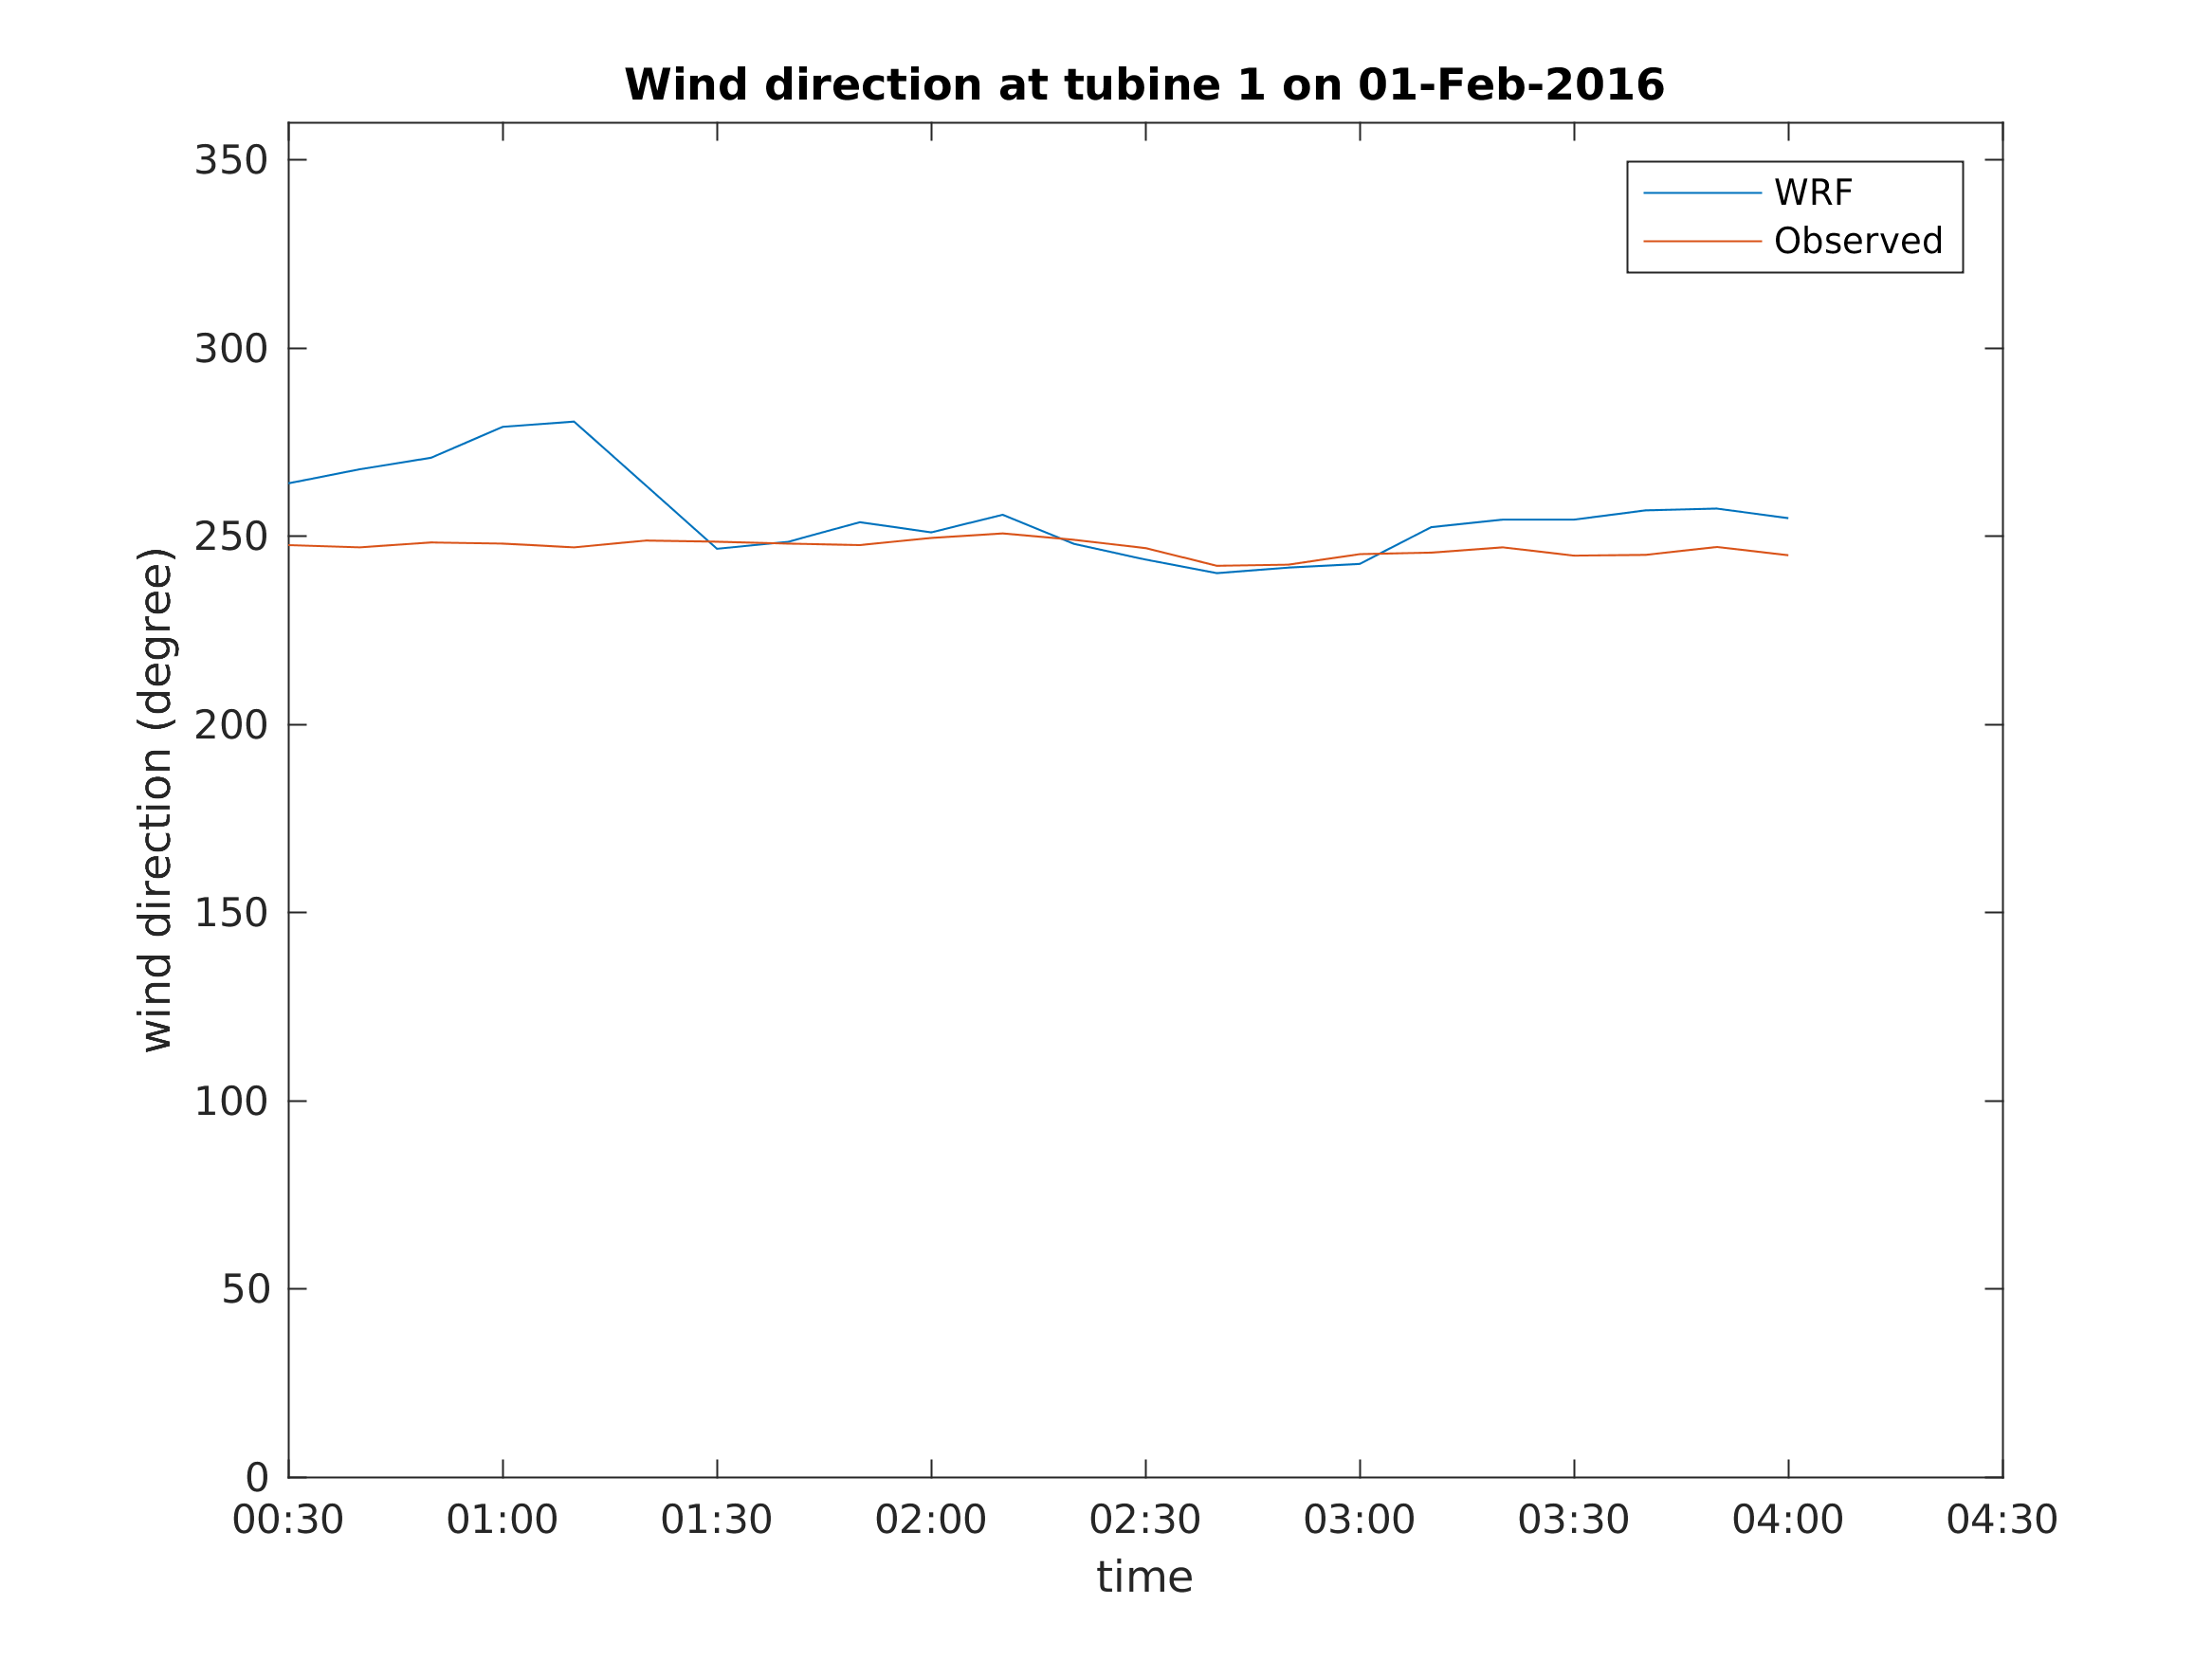 Wind direction at tubine 1 on 01-Feb-2016
WRF
Observed
350
300
250
200
150
100
50
0
wind direction (degree)
00:30 01:00 01:30 02:00 02:30 03:00 03:30 04:00 04:30
time